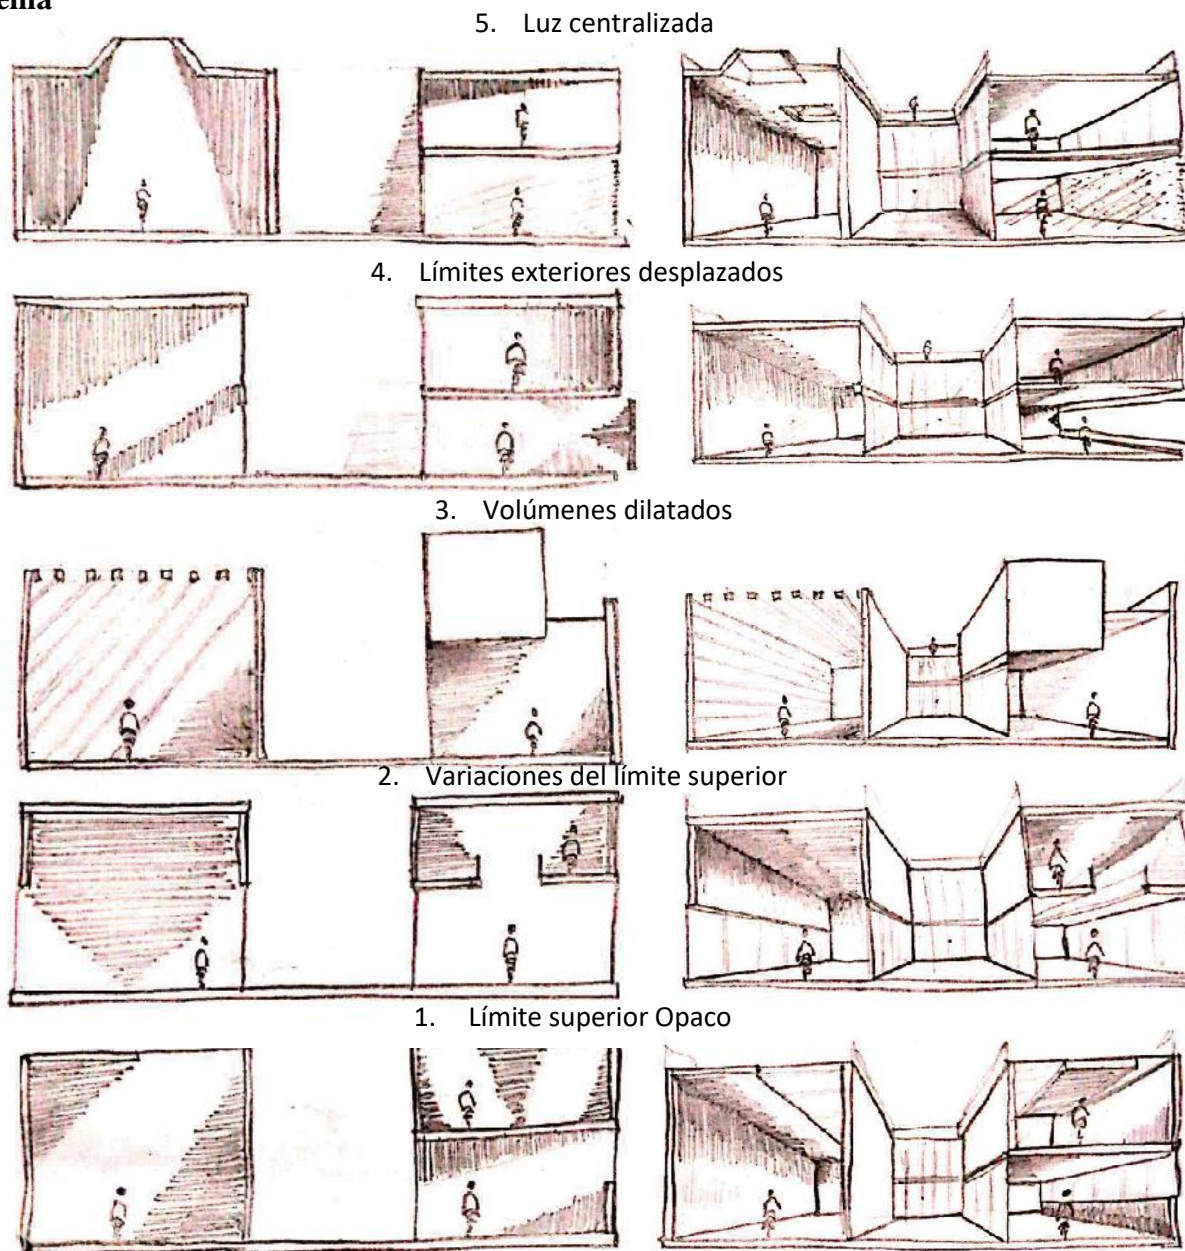 5. Luz centralizada
4. Límites exteriores desplazados
3. Volúmenes dilatados
2. Variaciones del límite superior
1. Límite superior Opaco